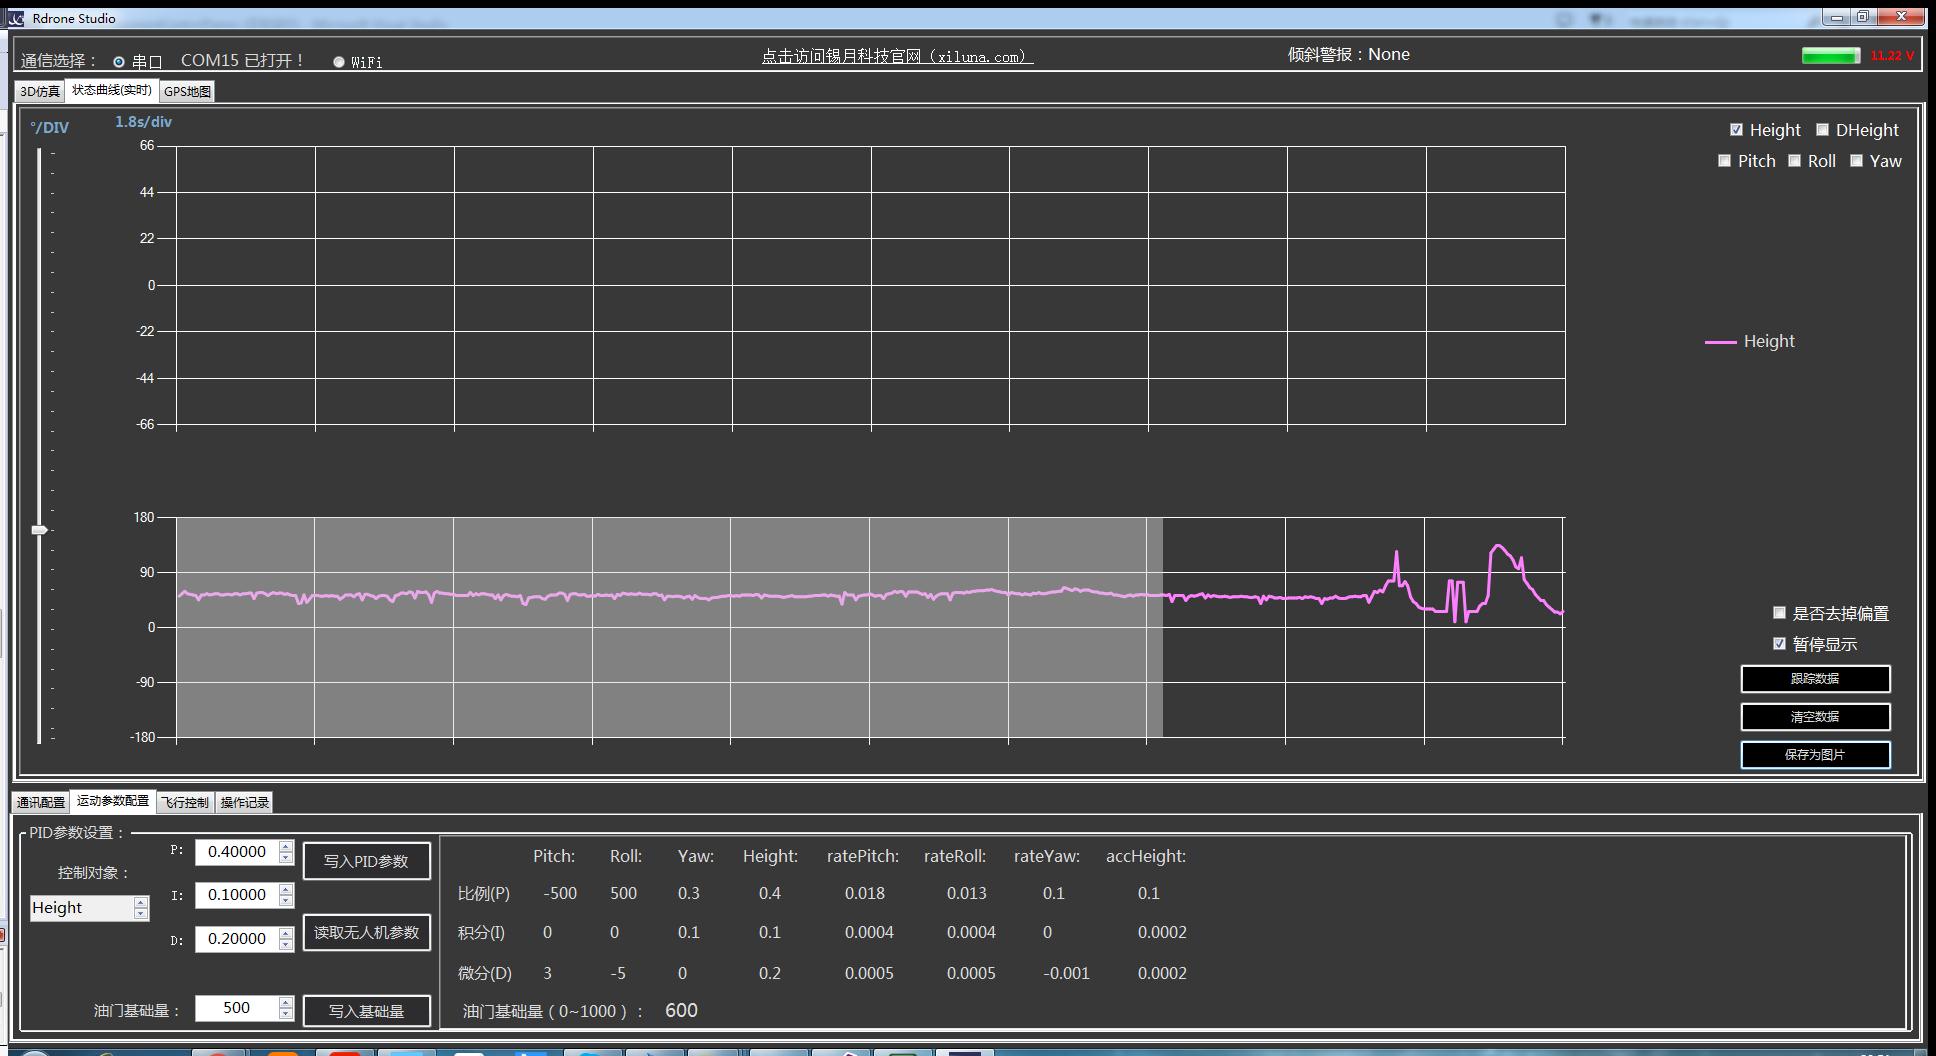 Rdrone Studio
通信选择： 串口 COM15 已打开！ WiFi 点击访问锡月科技官网（xiluna.com） 倾斜警报：None 11.22 V
3D仿真 状态曲线(实时) GPS地图
°/DIV 1.8s/div
Height DHeight
Pitch Roll Yaw
66
44
22
0
-22
-44
-66
Height
180
90
0
-90
-180
是否去掉偏置
暂停显示
跟踪数据
清空数据
保存为图片
通讯配置 运动参数配置 飞行控制 操作记录
PID参数设置：
控制对象：
Height
P: 0.40000 写入PID参数
I: 0.10000
D: 0.20000 读取无人机参数
油门基础量： 500 写入基础量
Pitch: Roll: Yaw: Height: ratePitch: rateRoll: rateYaw: accHeight:
比例(P) -500 500 0.3 0.4 0.018 0.013 0.1 0.1
积分(I) 0 0 0.1 0.1 0.0004 0.0004 0 0.0002
微分(D) 3 -5 0 0.2 0.0005 0.0005 -0.001 0.0002
油门基础量（0~1000）： 600